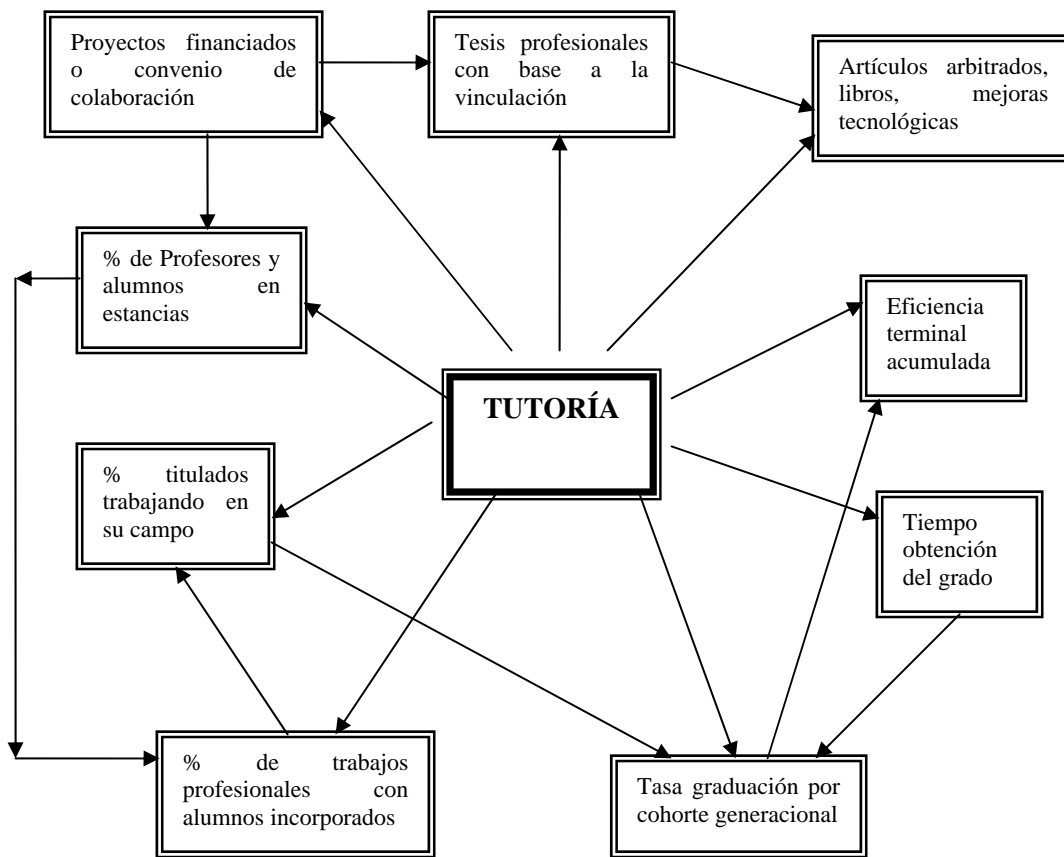 Proyectos financiados
o convenio de
colaboración
Tesis profesionales
con base a la
vinculación
Artículos arbitrados,
libros, mejoras
tecnológicas
% de Profesores y
alumnos en
estancias
Eficiencia
terminal
acumulada
TUTORÍA
% titulados
trabajando en
su campo
Tiempo
obtención
del grado
% de trabajos
profesionales con
alumnos incorporados
Tasa graduación por
cohorte generacional